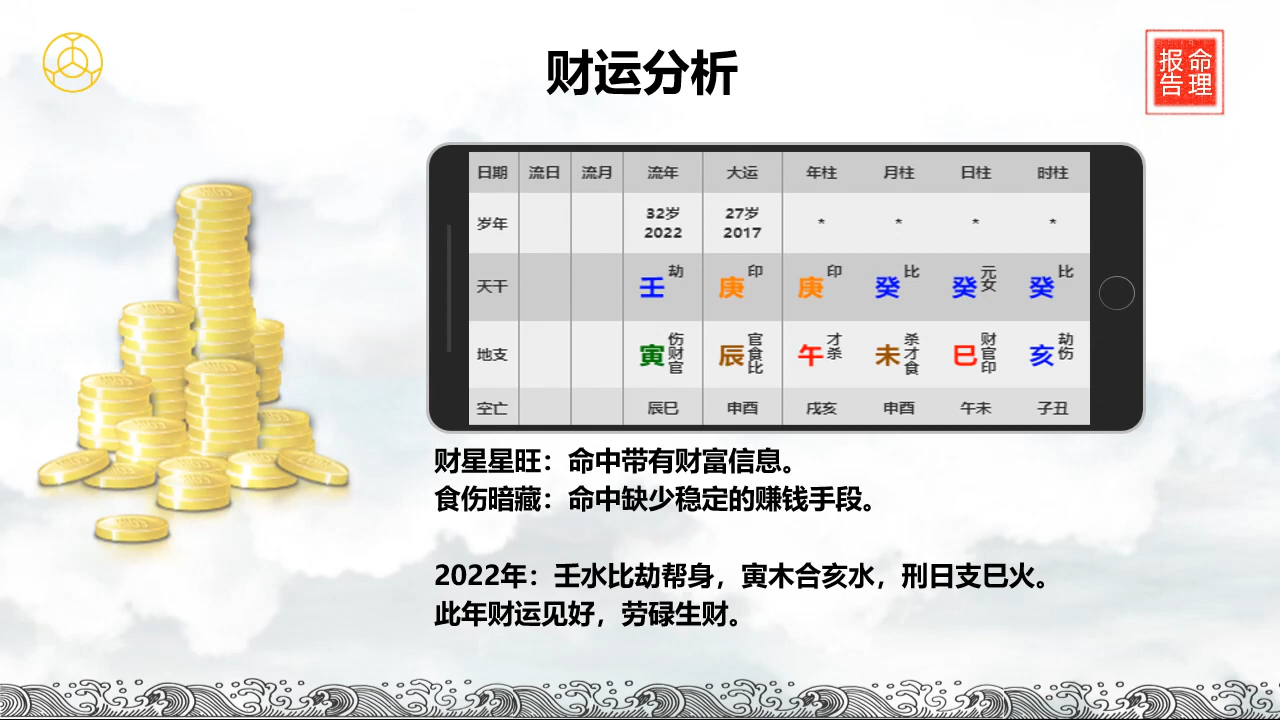 财运分析
命理
报告
日期 流日 流月 流年 大运 年柱 月柱 日柱 时柱
岁年 32岁 27岁 * * * *
2022 2017
天干 壬 劫 庚 印 庚 印 癸 比 癸 元女 癸 比
地支 寅 伤财官 辰 官食比 午 才杀 未 杀才食 巳 财官印 亥 劫伤
空亡 辰巳 申酉 戌亥 申酉 午未 子丑
财星星旺：命中带有财富信息。
食伤暗藏：命中缺少稳定的赚钱手段。
2022年：壬水比劫帮身，寅木合亥水，刑日支巳火。
此年财运见好，劳碌生财。